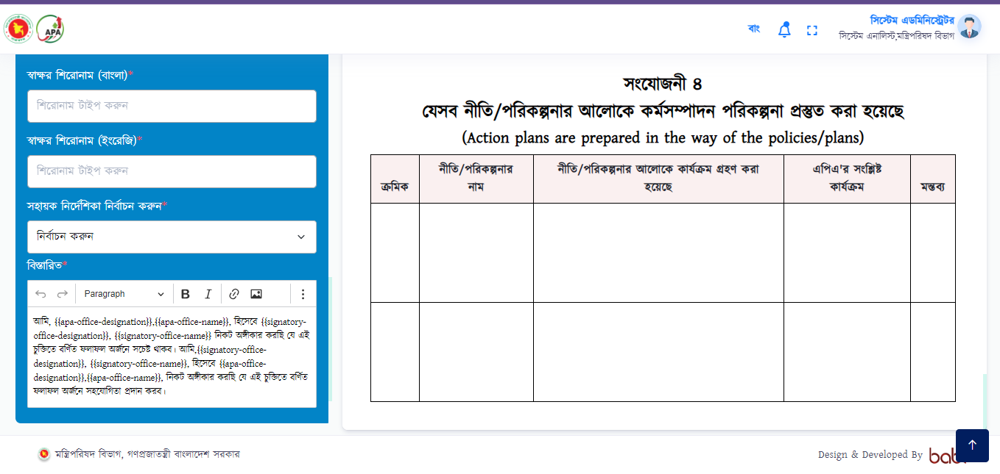 APA
বাং
সিস্টেম এডমিনিস্ট্রেটর
সিস্টেম এনালিস্ট,মন্ত্রিপরিষদ বিভাগ
স্বাক্ষর শিরোনাম (বাংলা)*
শিরোনাম টাইপ করুন
স্বাক্ষর শিরোনাম (ইংরেজি)*
শিরোনাম টাইপ করুন
সহায়ক নির্দেশিকা নির্বাচন করুন*
নির্বাচন করুন
বিস্তারিত*
Paragraph
B I
আমি, {{apa-office-designation}},{{apa-office-name}}, হিসেবে {{signatory-
office-designation}}, {{signatory-office-name}} নিকট অঙ্গীকার করছি যে এই
চুক্তিতে বর্ণিত ফলাফল অর্জনে সচেষ্ট থাকব। আমি,{{signatory-office-
designation}}, {{signatory-office-name}}, হিসেবে {{apa-office-
designation}},{{apa-office-name}}, নিকট অঙ্গীকার করছি যে এই চুক্তিতে বর্ণিত
ফলাফল অর্জনে সহযোগিতা প্রদান করব।
সংযোজনী ৪
যেসব নীতি/পরিকল্পনার আলোকে কর্মসম্পাদন পরিকল্পনা প্রস্তুত করা হয়েছে
(Action plans are prepared in the way of the policies/plans)
ক্রমিক
নীতি/পরিকল্পনার
নাম
নীতি/পরিকল্পনার আলোকে কার্যক্রম গ্রহণ করা
হয়েছে
এপিএ'র সংশ্লিষ্ট
কার্যক্রম
মন্তব্য
মন্ত্রিপরিষদ বিভাগ, গণপ্রজাতন্ত্রী বাংলাদেশ সরকার
Design & Developed By